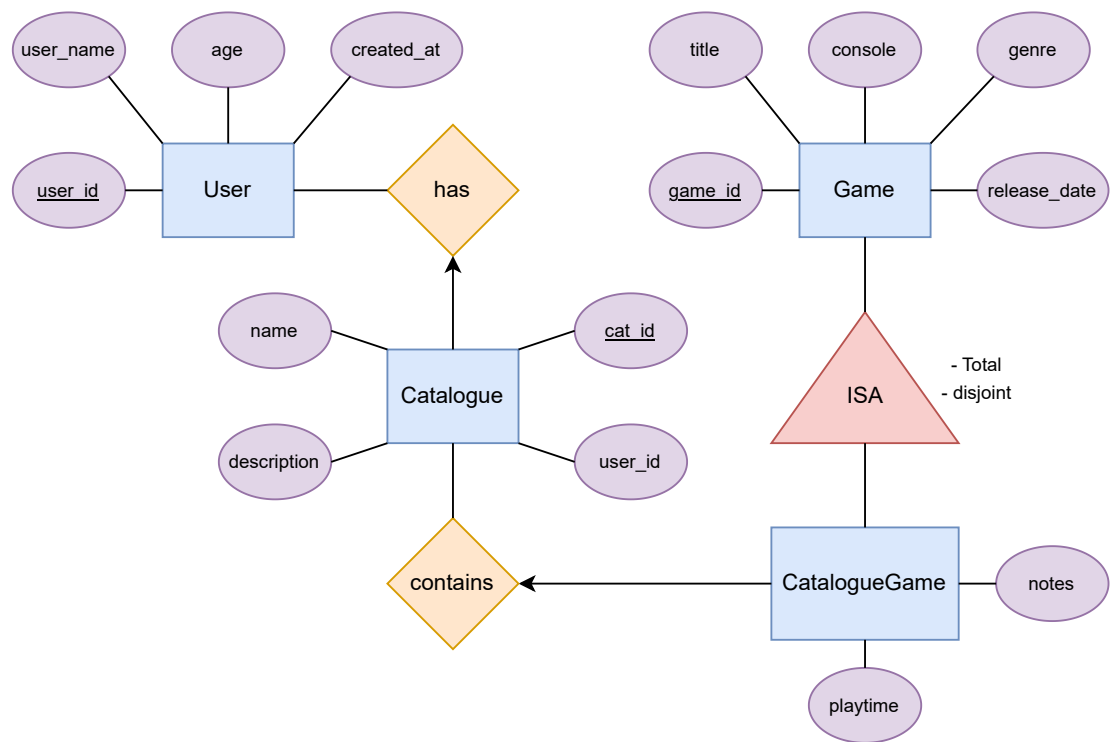 user_name
age
created_at
title
console
genre
user_id
User
has
game_id
Game
release_date
name
cat_id
Catalogue
ISA
- Total
- disjoint
description
user_id
contains
CatalogueGame
notes
playtime